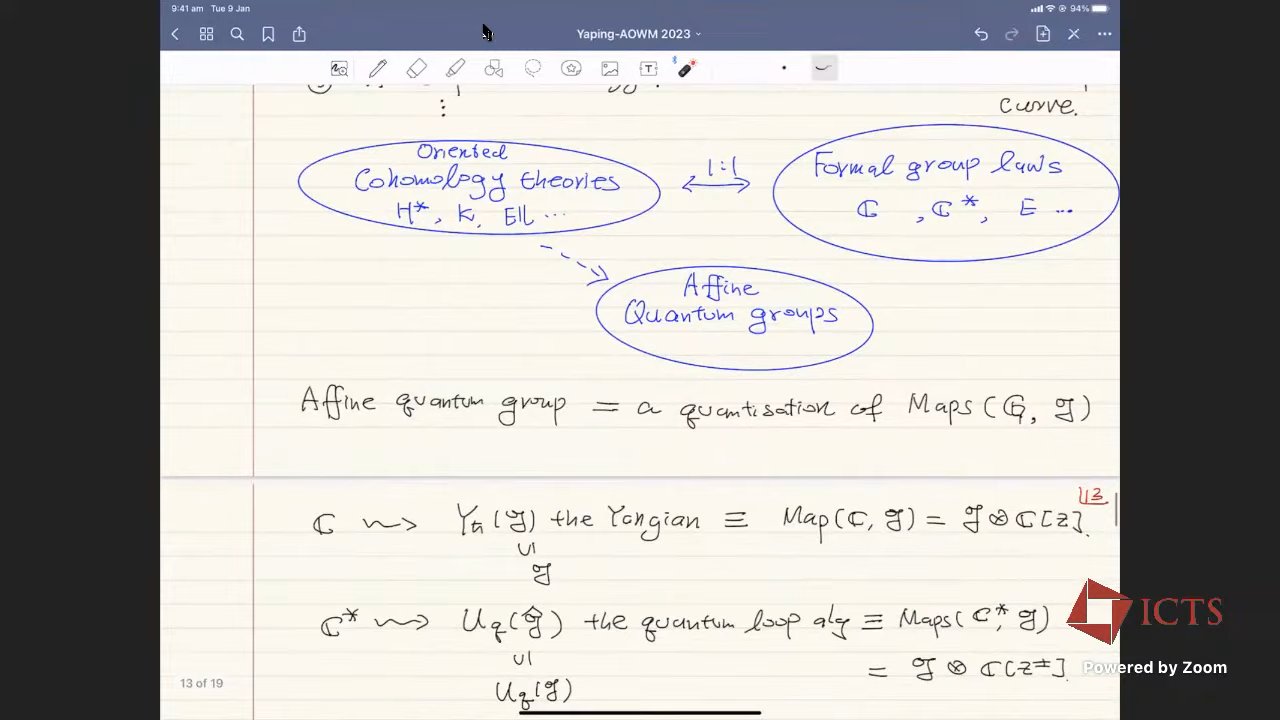 9:41 am Tue 9 Jan
94%
Yaping-AOWM 2023
curve.
Oriented
Cohomology theories
H*, K, Ell ...
1:1
Formal group laws
ℂ , ℂ*, E ...
Affine
Quantum groups
Affine quantum group = a quantisation of Maps (𝔾, 𝔤)
U3
ℂ ⇝ Yħ(𝔤) the Yangian ≡ Map(ℂ, 𝔤) = 𝔤 ⊗ ℂ[z].
∪|
𝔤
ℂ* ⇝ Uq(𝔤̂) the quantum loop alg ≡ Maps(ℂ*, 𝔤)
∪|
= 𝔤 ⊗ ℂ[z±].
Uq(𝔤)
13 of 19
ICTS
Powered by Zoom